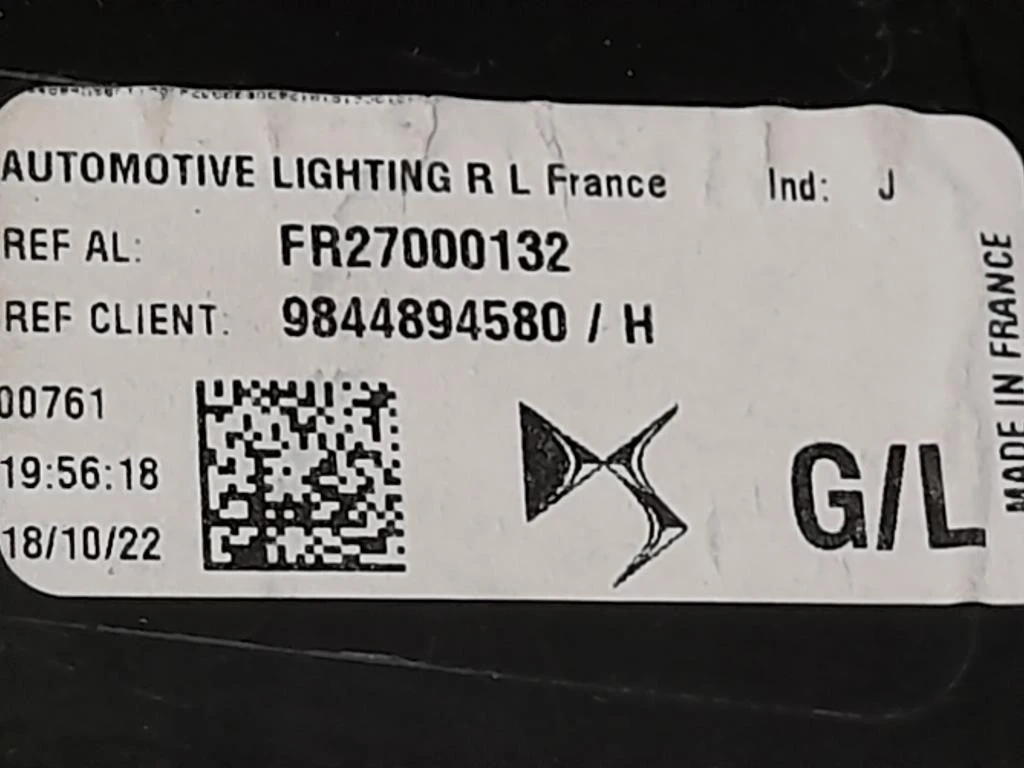 AUTOMOTIVE LIGHTING R L France Ind: J
REF AL: FR27000132
REF CLIENT: 9844894580 / H
00761
19:56:18
18/10/22
G/L
MADE IN FRANCE